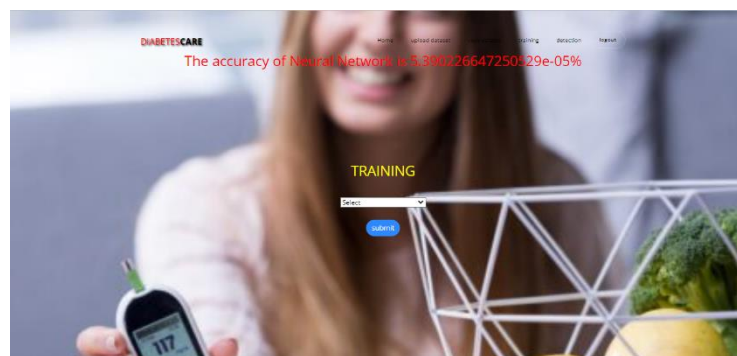 DIABETESCARE
Home upload dataset training detection logout
The accuracy of Neural Network is 5.390226647250529e-05%
TRAINING
Select
submit
117